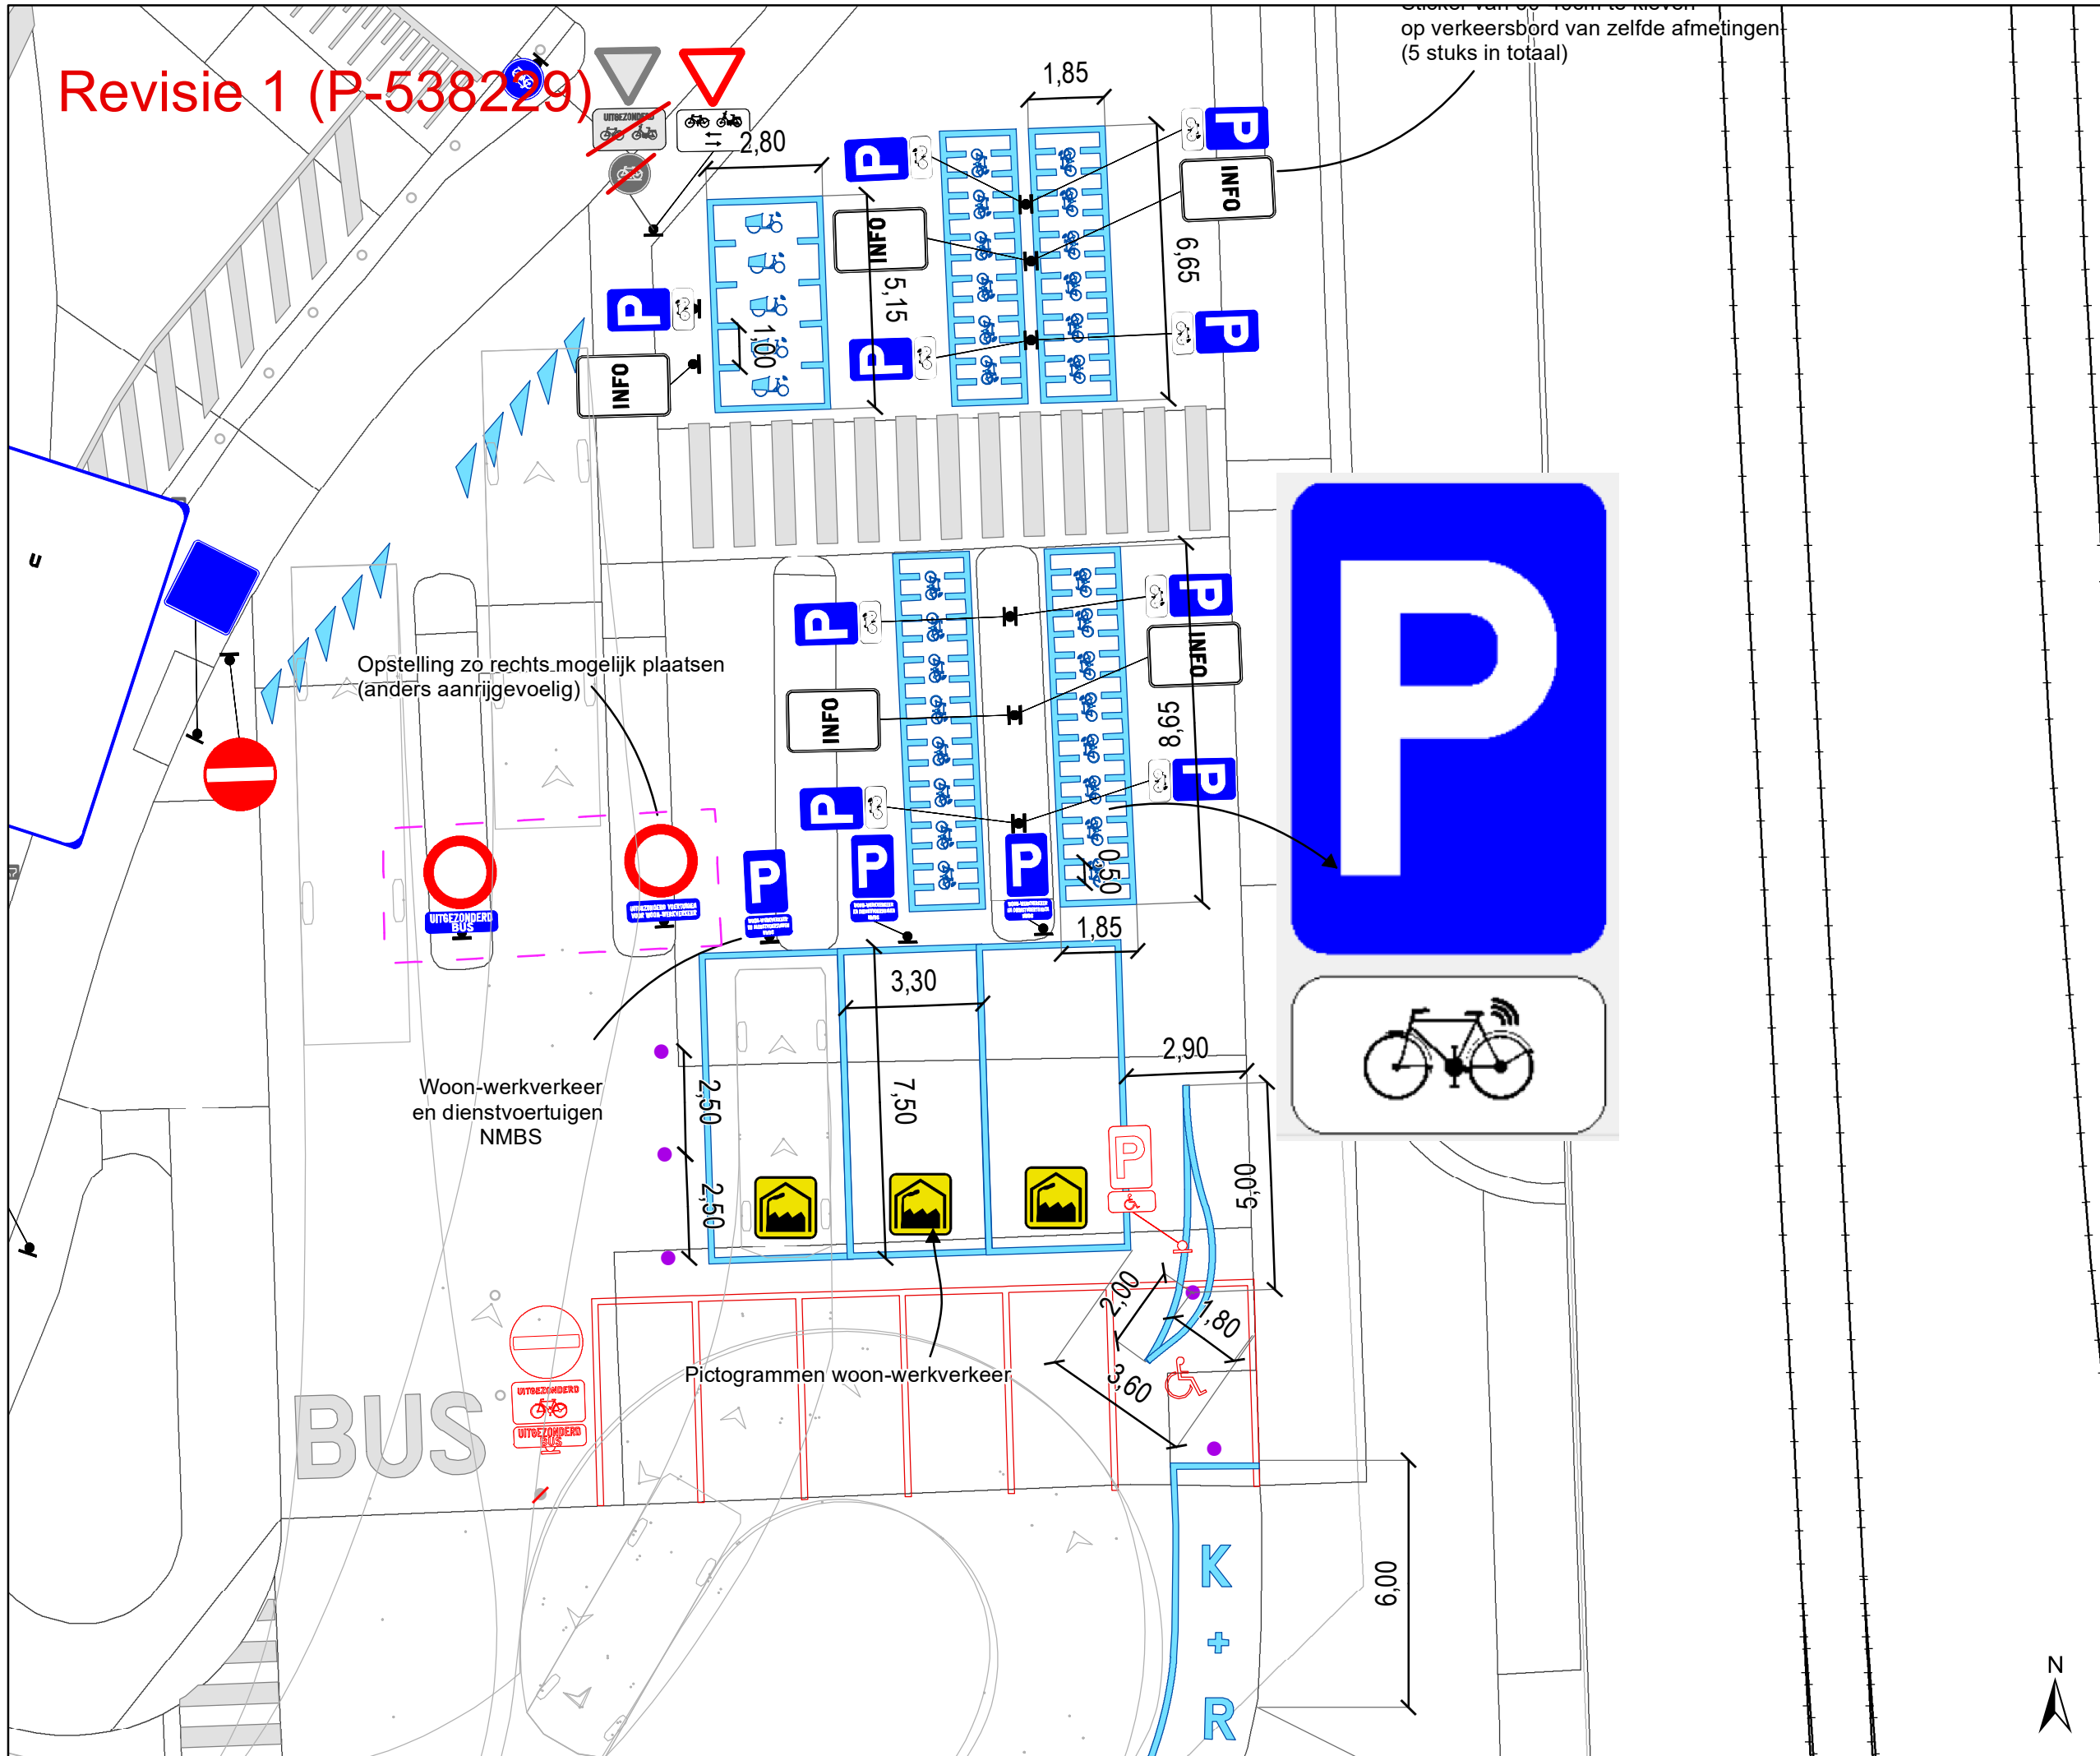 op verkeersbord van zelfde afmetingen
(5 stuks in totaal)
Revisie 1 (P-538229)
UITGEZONDERD
1,85
2,80
P
P
INFO
INFO
6,65
5,15
P
1,00
P
P
INFO
P
P
INFO
INFO
Opstelling zo rechts mogelijk plaatsen
(anders aanrijgevoelig)
8,65
P
P
P
0,50
P
P
P
UITGEZONDERD
BUS
1,85
3,30
2,90
Woon-werkverkeer
en dienstvoertuigen
NMBS
2,50
7,50
P
2,50
5,00
2,00
1,80
Pictogrammen woon-werkverkeer
3,60
UITGEZONDERD
UITGEZONDERD
BUS
BUS
K
+
R
6,00
P
N